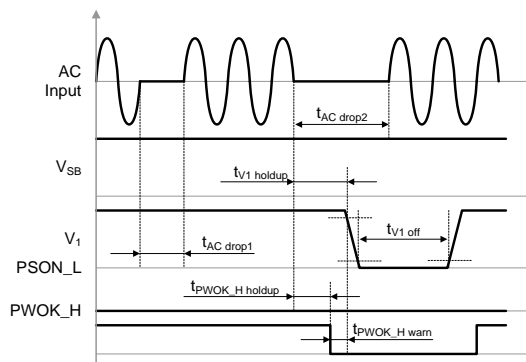 AC
Input
tAC drop2
VSB
tV1 holdup
V1
tAC drop1
tV1 off
PSON_L
tPWOK_H holdup
PWOK_H
tPWOK_H warn